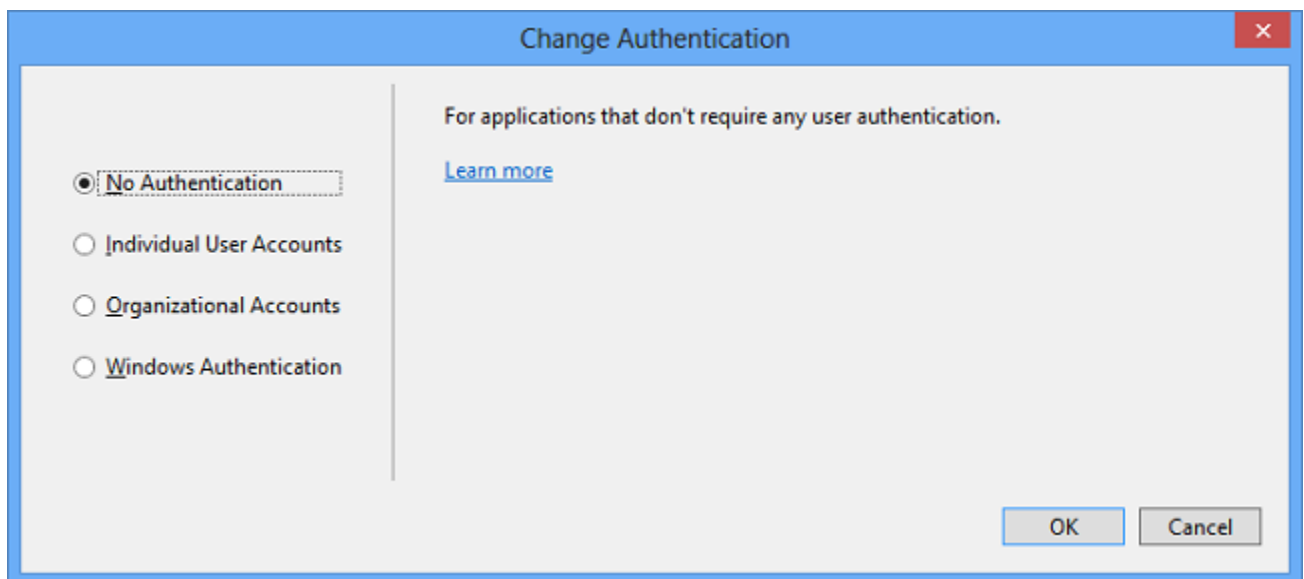 Change Authentication
For applications that don't require any user authentication.
Learn more
No Authentication
Individual User Accounts
Organizational Accounts
Windows Authentication
OK
Cancel